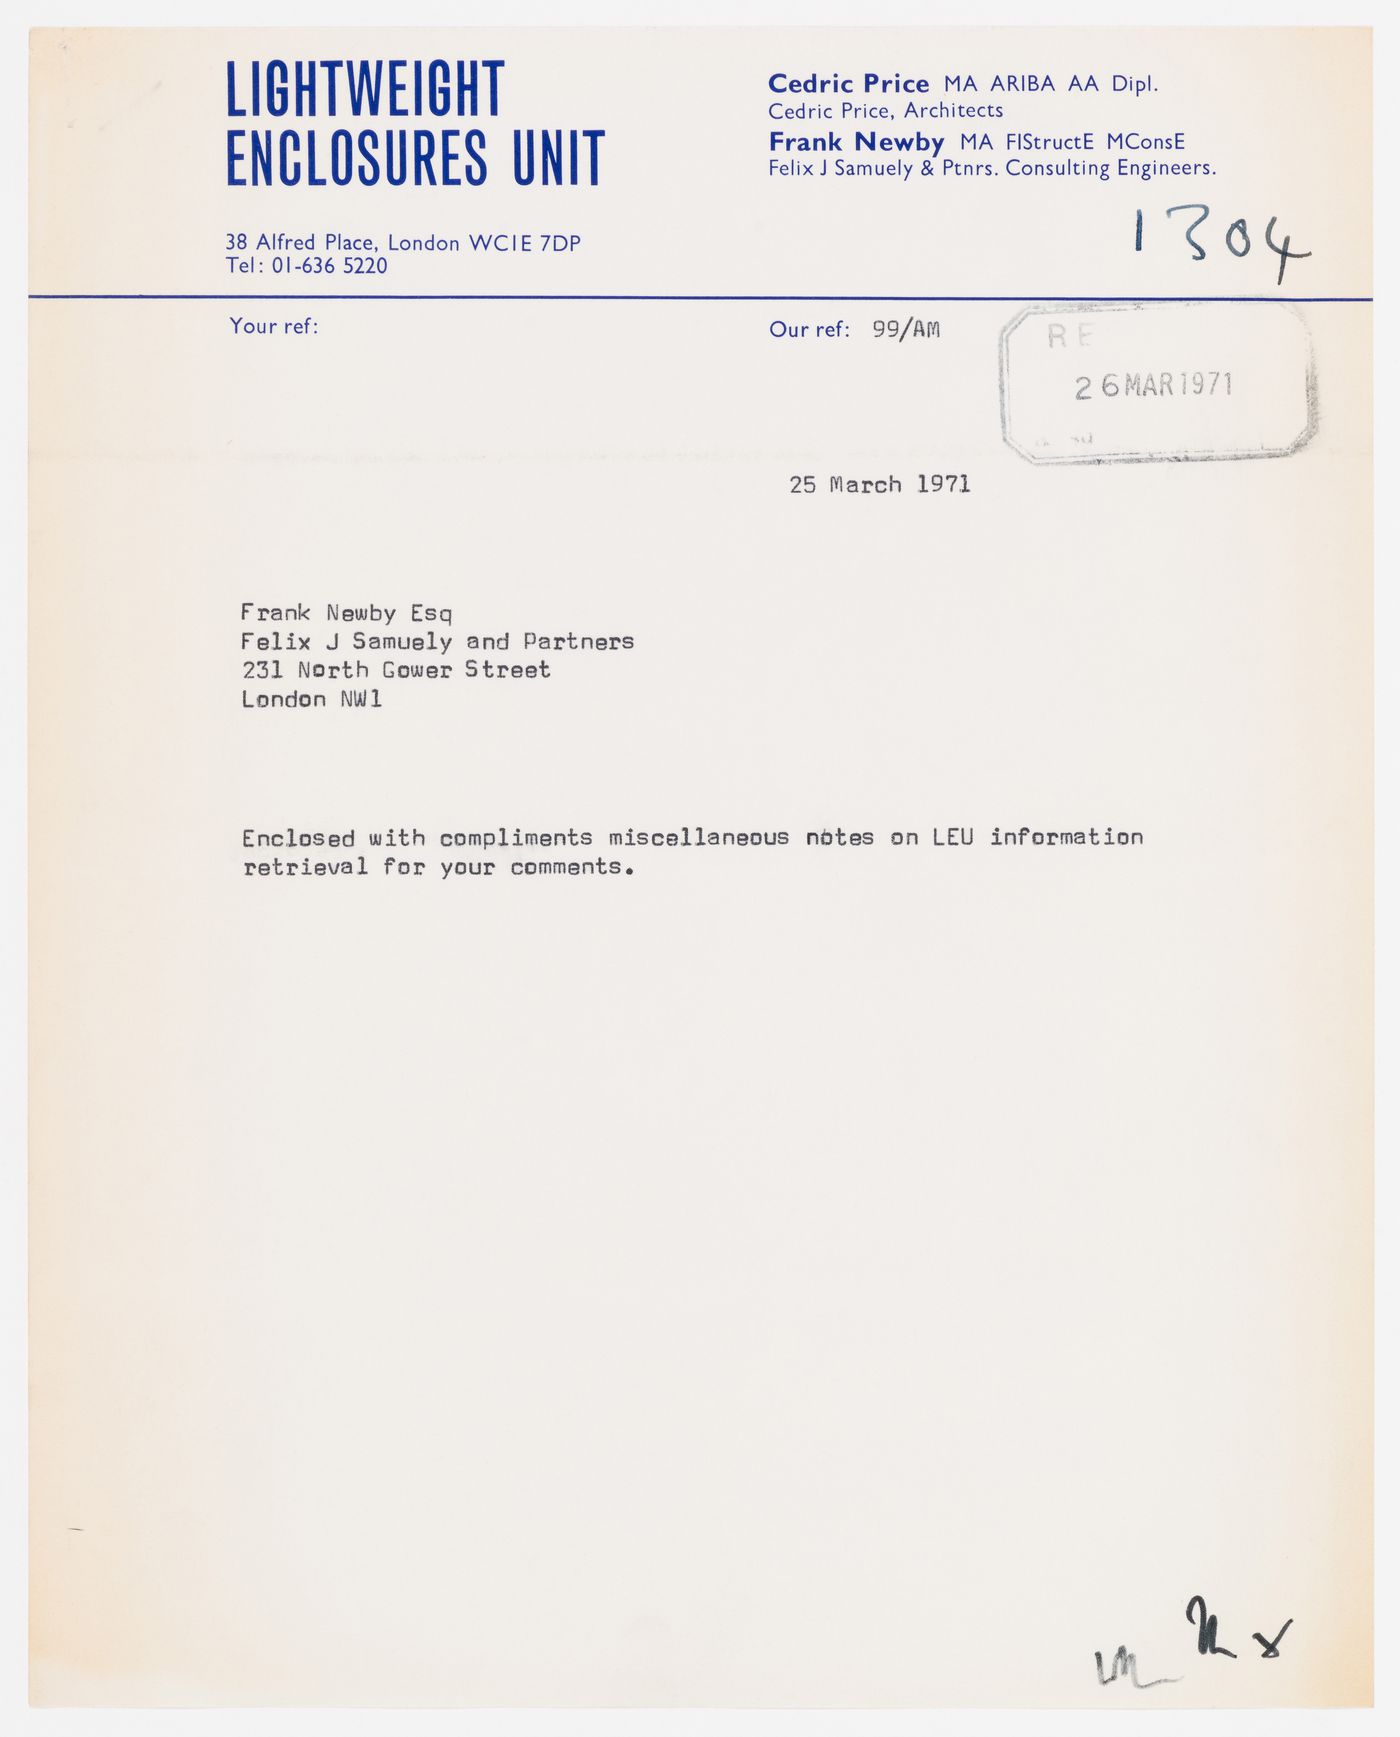 LIGHTWEIGHT
ENCLOSURES UNIT
38 Alfred Place, London WC1E 7DP
Tel: 01-636 5220
Cedric Price MA ARIBA AA Dipl.
Cedric Price, Architects
Frank Newby MA FIStructE MConsE
Felix J Samuely & Ptnrs. Consulting Engineers.
1304
Your ref:
Our ref: 99/AM
RE
26 MAR 1971
25 March 1971
Frank Newby Esq
Felix J Samuely and Partners
231 North Gower Street
London NW1
Enclosed with compliments miscellaneous notes on LEU information
retrieval for your comments.